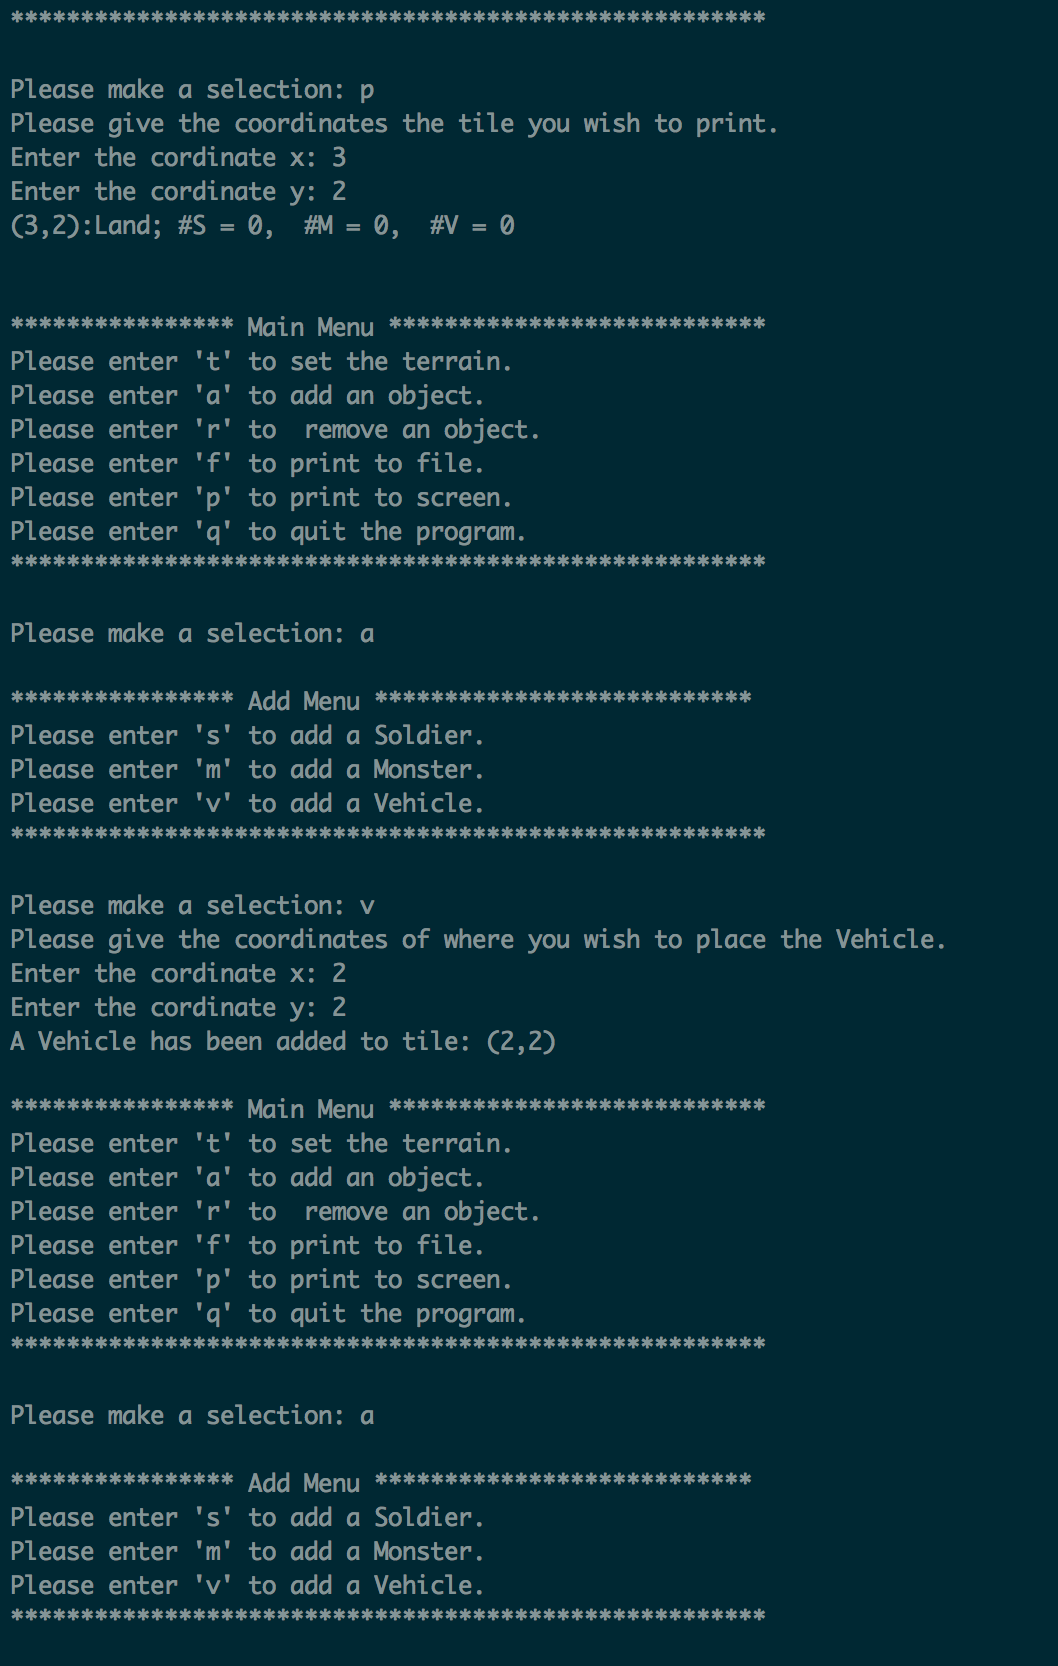 ******************************************************

Please make a selection: p
Please give the coordinates the tile you wish to print.
Enter the cordinate x: 3
Enter the cordinate y: 2
(3,2):Land; #S = 0,  #M = 0,  #V = 0


**************** Main Menu ***************************
Please enter 't' to set the terrain.
Please enter 'a' to add an object.
Please enter 'r' to  remove an object.
Please enter 'f' to print to file.
Please enter 'p' to print to screen.
Please enter 'q' to quit the program.
******************************************************

Please make a selection: a

**************** Add Menu ***************************
Please enter 's' to add a Soldier.
Please enter 'm' to add a Monster.
Please enter 'v' to add a Vehicle.
******************************************************

Please make a selection: v
Please give the coordinates of where you wish to place the Vehicle.
Enter the cordinate x: 2
Enter the cordinate y: 2
A Vehicle has been added to tile: (2,2)

**************** Main Menu ***************************
Please enter 't' to set the terrain.
Please enter 'a' to add an object.
Please enter 'r' to  remove an object.
Please enter 'f' to print to file.
Please enter 'p' to print to screen.
Please enter 'q' to quit the program.
******************************************************

Please make a selection: a

**************** Add Menu ***************************
Please enter 's' to add a Soldier.
Please enter 'm' to add a Monster.
Please enter 'v' to add a Vehicle.
******************************************************